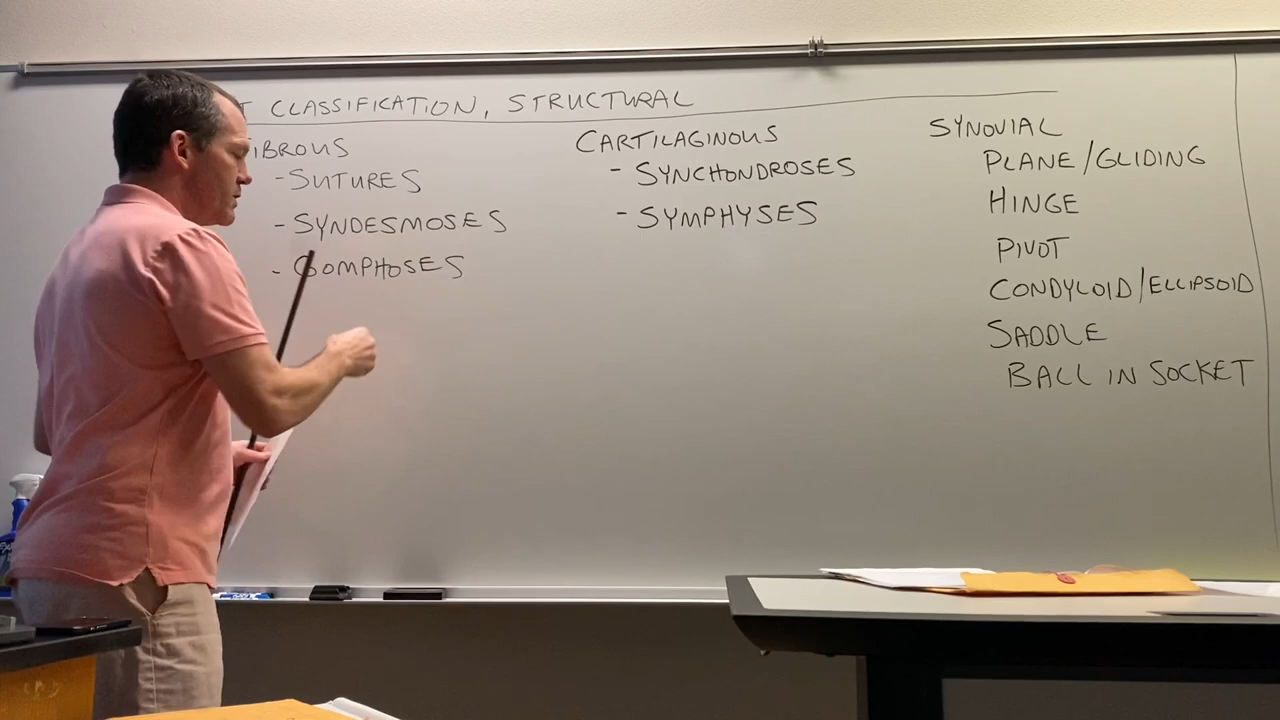 T CLASSIFICATION, STRUCTURAL
IBROUS
- SUTURES
- SYNDESMOSES
- GOMPHOSES
CARTILAGINOUS
- SYNCHONDROSES
- SYMPHYSES
SYNOVIAL
PLANE/GLIDING
HINGE
PIVOT
CONDYLOID/ELLIPSOID
SADDLE
BALL IN SOCKET